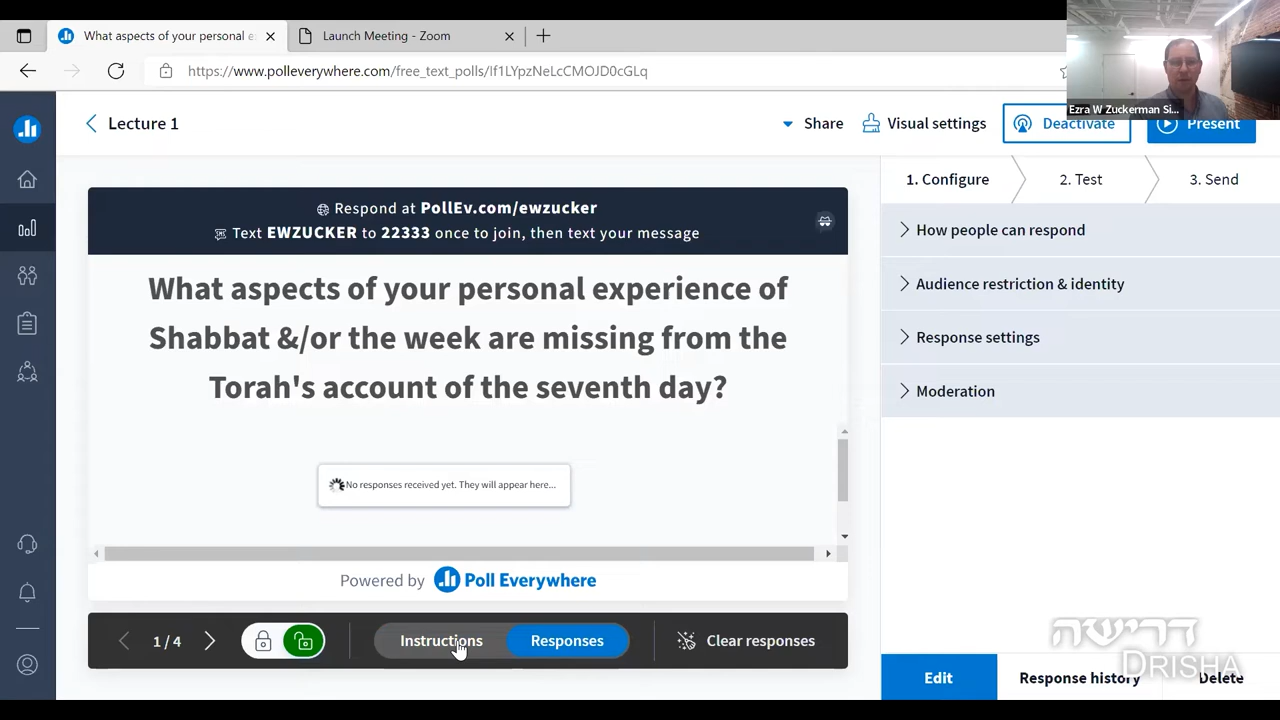 What aspects of your personal e
Launch Meeting - Zoom
https://www.polleverywhere.com/free_text_polls/lf1LYpzNeLcCMOJD0cGLq
Ezra W Zuckerman Si...
Lecture 1
Share
Visual settings
Deactivate
Present
1. Configure
2. Test
3. Send
Respond at PollEv.com/ewzucker
Text EWZUCKER to 22333 once to join, then text your message
What aspects of your personal experience of
Shabbat &/or the week are missing from the
Torah's account of the seventh day?
No responses received yet. They will appear here...
Powered by Poll Everywhere
How people can respond
Audience restriction & identity
Response settings
Moderation
1 / 4
Instructions
Responses
Clear responses
דרישה
DRISHA
Edit
Response history
Delete